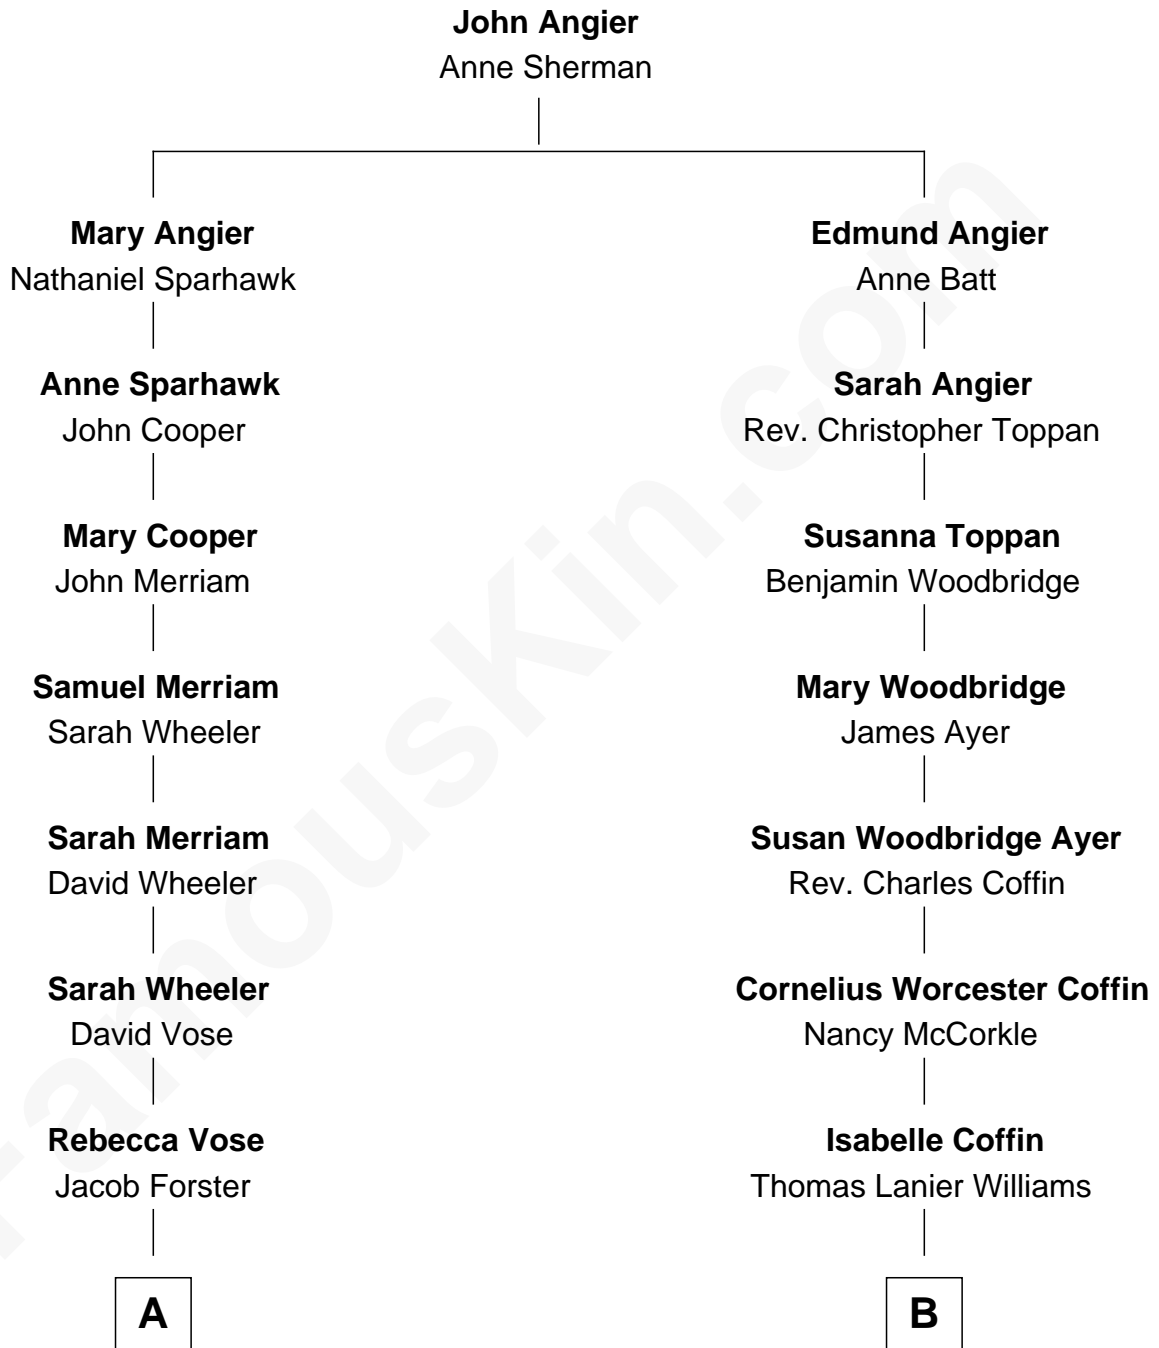 John Angier
Anne Sherman
Mary Angier
Nathaniel Sparhawk
Edmund Angier
Anne Batt
Anne Sparhawk
John Cooper
Sarah Angier
Rev. Christopher Toppan
Mary Cooper
John Merriam
Susanna Toppan
Benjamin Woodbridge
Samuel Merriam
Sarah Wheeler
Mary Woodbridge
James Ayer
Sarah Merriam
David Wheeler
Susan Woodbridge Ayer
Rev. Charles Coffin
Sarah Wheeler
David Vose
Cornelius Worcester Coffin
Nancy McCorkle
Rebecca Vose
Jacob Forster
Isabelle Coffin
Thomas Lanier Williams
A
B
FamousKin.com